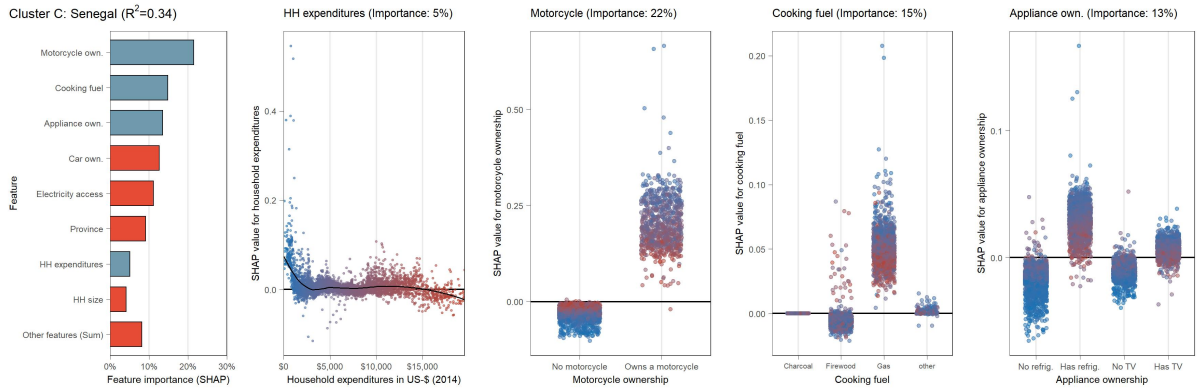 Cluster C: Senegal (R²=0.34)
Feature
Motorcycle own.
Cooking fuel
Appliance own.
Car own.
Electricity access
Province
HH expenditures
HH size
Other features (Sum)
0%
10%
20%
30%
Feature importance (SHAP)
HH expenditures (Importance: 5%)
SHAP value for household expenditures
0.4
0.2
0.0
$0
$5,000
$10,000
$15,000
Household expenditures in US-$ (2014)
Motorcycle (Importance: 22%)
SHAP value for motorcycle ownership
0.50
0.25
0.00
No motorcycle
Owns a motorcycle
Motorcycle ownership
Cooking fuel (Importance: 15%)
SHAP value for cooking fuel
0.20
0.15
0.10
0.05
0.00
Charcoal
Firewood
Gas
other
Cooking fuel
Appliance own. (Importance: 13%)
SHAP value for appliance ownership
0.1
0.0
No refrig.
Has refrig.
No TV
Has TV
Appliance ownership